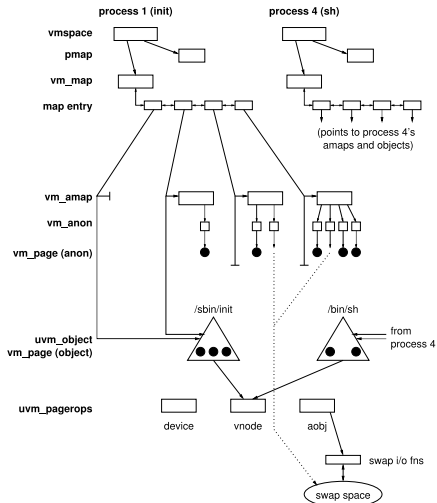 process 1 (init)
process 4 (sh)
vmspace
pmap
vm_map
map entry
(points to process 4's
amaps and objects)
vm_amap
vm_anon
vm_page (anon)
/sbin/init
/bin/sh
uvm_object
vm_page (object)
from
process 4
uvm_pagerops
device
vnode
aobj
swap i/o fns
swap space